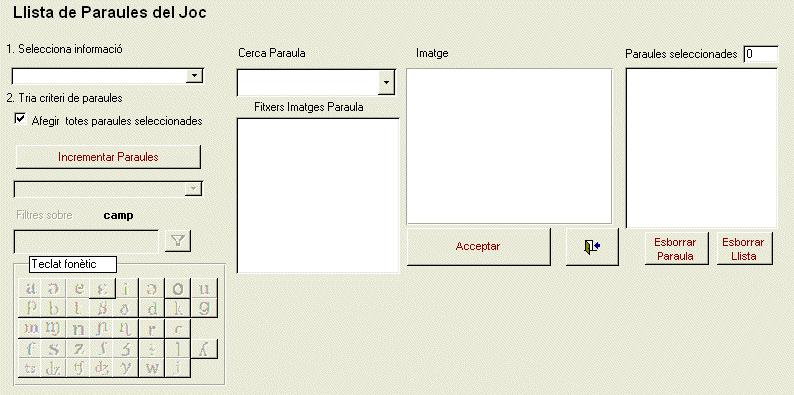 Llista de Paraules del Joc
1. Selecciona informació
2. Tria criteri de paraules
Afegir totes paraules seleccionades
Incrementar Paraules
Filtres sobre camp
Teclat fonètic
a ə e ɛ i ɔ o u
p b t d k g
m ɱ n ɲ ɾ
f s z ʃ ʒ l ʎ
ts dz tʃ dʒ y w j
Cerca Paraula
Fitxers Imatges Paraula
Imatge
Acceptar
Paraules seleccionades 0
Esborrar
Paraula
Esborrar
Llista